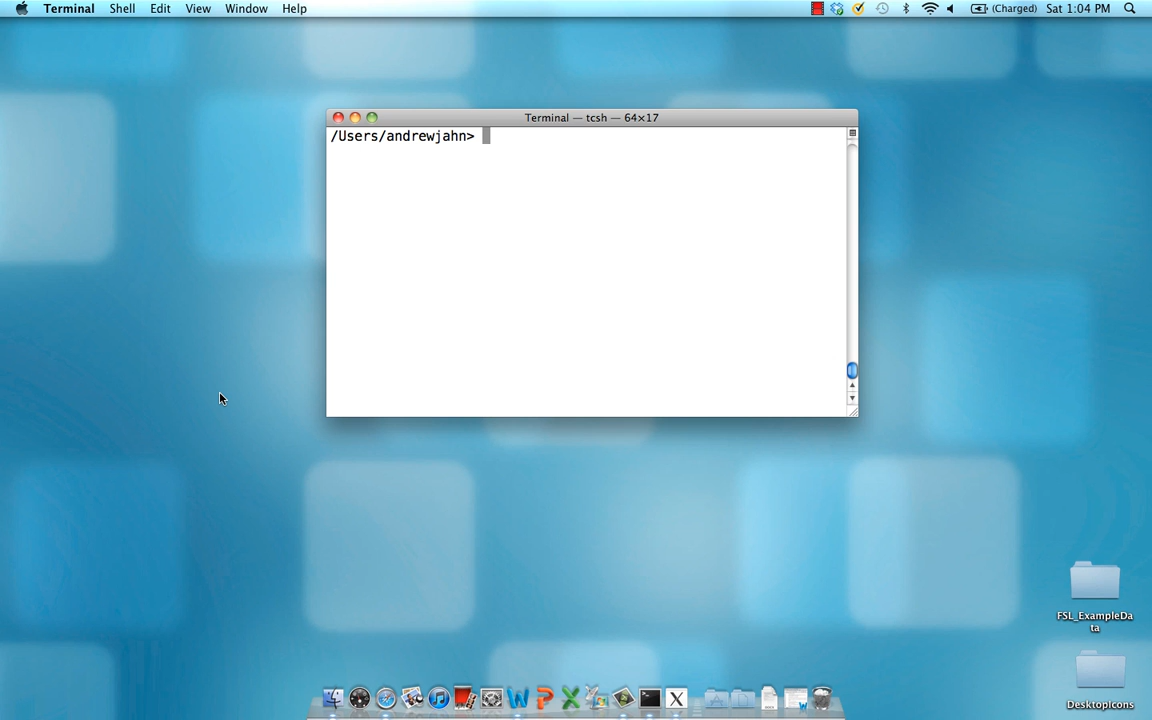 Terminal Shell Edit View Window Help (Charged) Sat 1:04 PM
Terminal — tcsh — 64×17
/Users/andrewjahn>
FSL_ExampleDa
ta
DesktopIcons